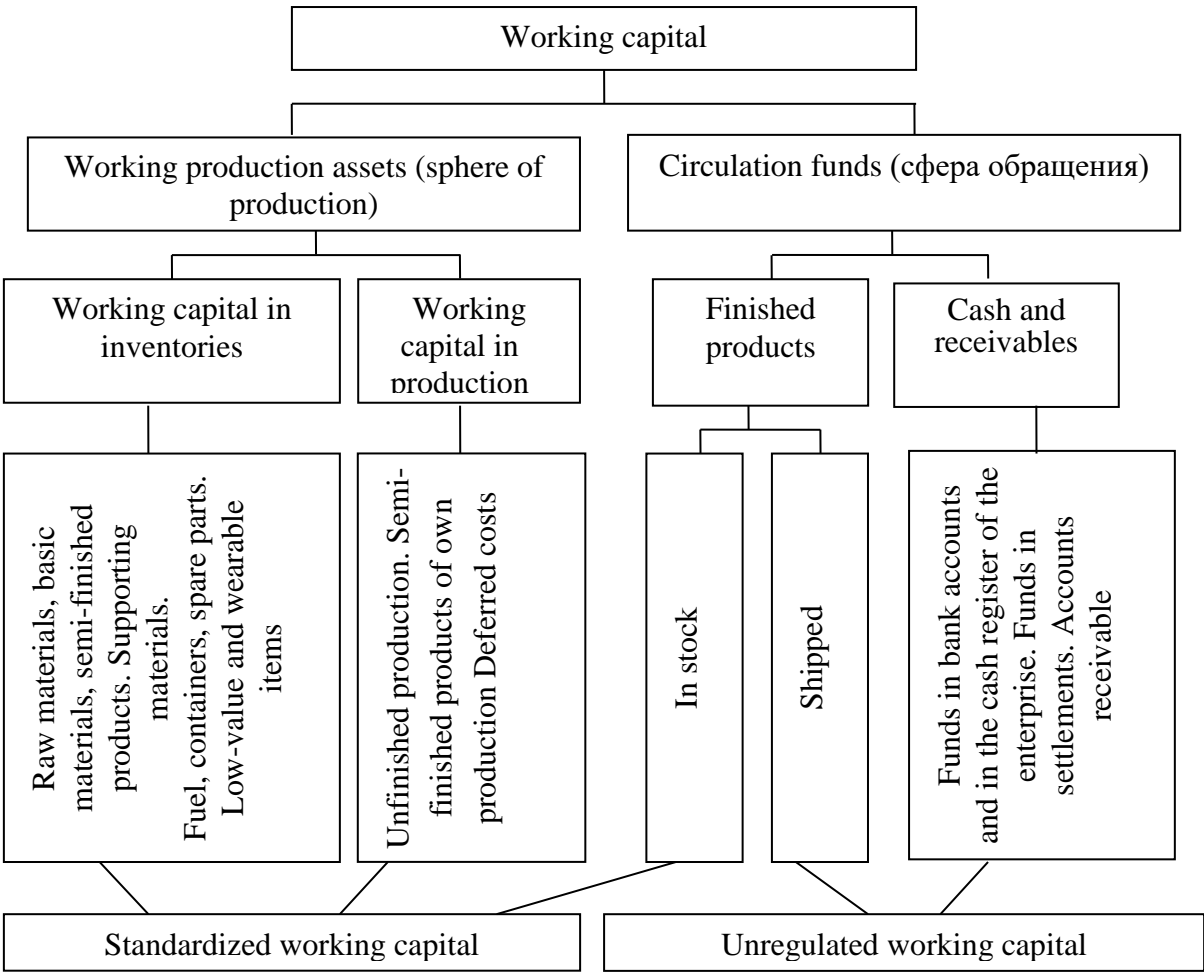 Working capital
Working production assets (sphere of
production)
Circulation funds (сфера обращения)
Working capital in
inventories
Working
capital in
production
Finished
products
Cash and
receivables
Raw materials, basic
materials, semi-finished
products. Supporting
materials.
Fuel, containers, spare parts.
Low-value and wearable
items
Unfinished production. Semi-
finished products of own
production Deferred costs
In stock
Shipped
Funds in bank accounts
and in the cash register of the
enterprise. Funds in
settlements. Accounts
receivable
Standardized working capital
Unregulated working capital